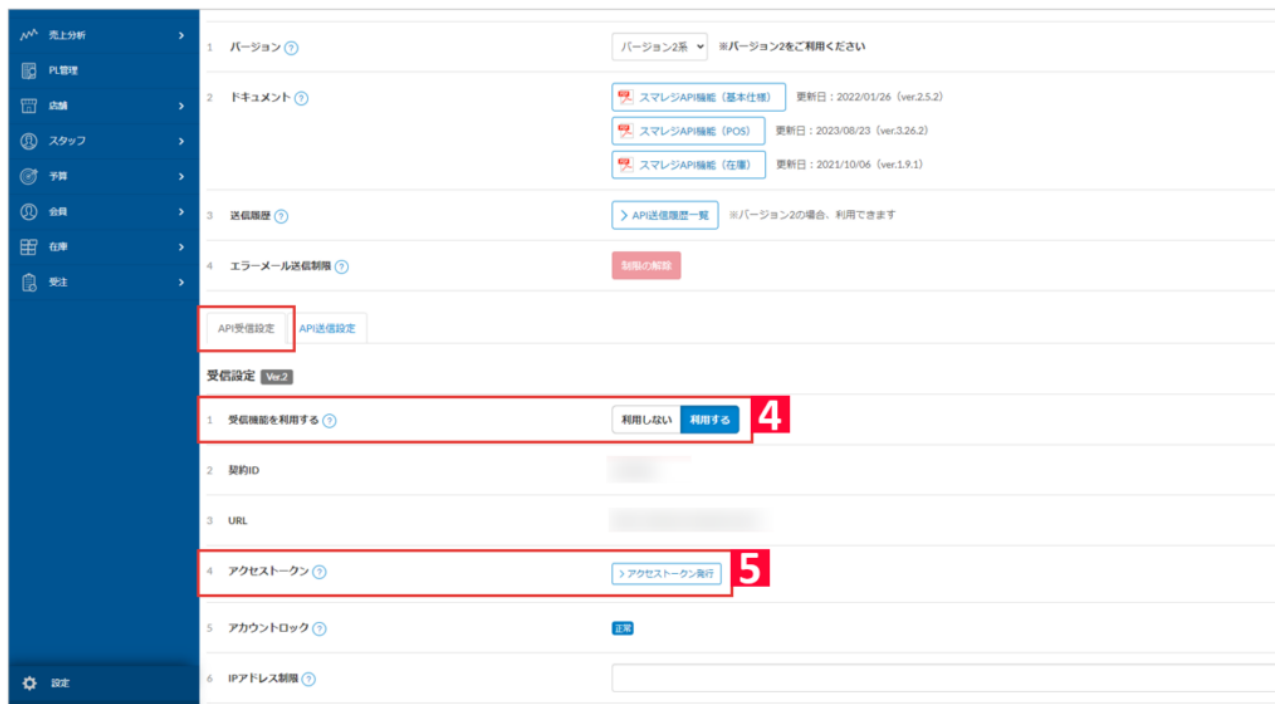 売上分析
PL管理
店舗
スタッフ
予算
会員
在庫
受注
設定
1 バージョン ? バージョン2系 ※バージョン2をご利用ください
2 ドキュメント ? スマレジAPI機能（基本仕様） 更新日：2022/01/26（ver.2.5.2）
スマレジAPI機能（POS） 更新日：2023/08/23（ver.3.26.2）
スマレジAPI機能（在庫） 更新日：2021/10/06（ver.1.9.1）
3 送信履歴 ? API送信履歴一覧 ※バージョン2の場合、利用できます
4 エラーメール送信制限 ? 制限の解除
API受信設定 API送信設定
受信設定 Ver.2
1 受信機能を利用する ? 利用しない 利用する 4
2 契約ID
3 URL
4 アクセストークン ? アクセストークン発行 5
5 アカウントロック ? 正常
6 IPアドレス制限 ?